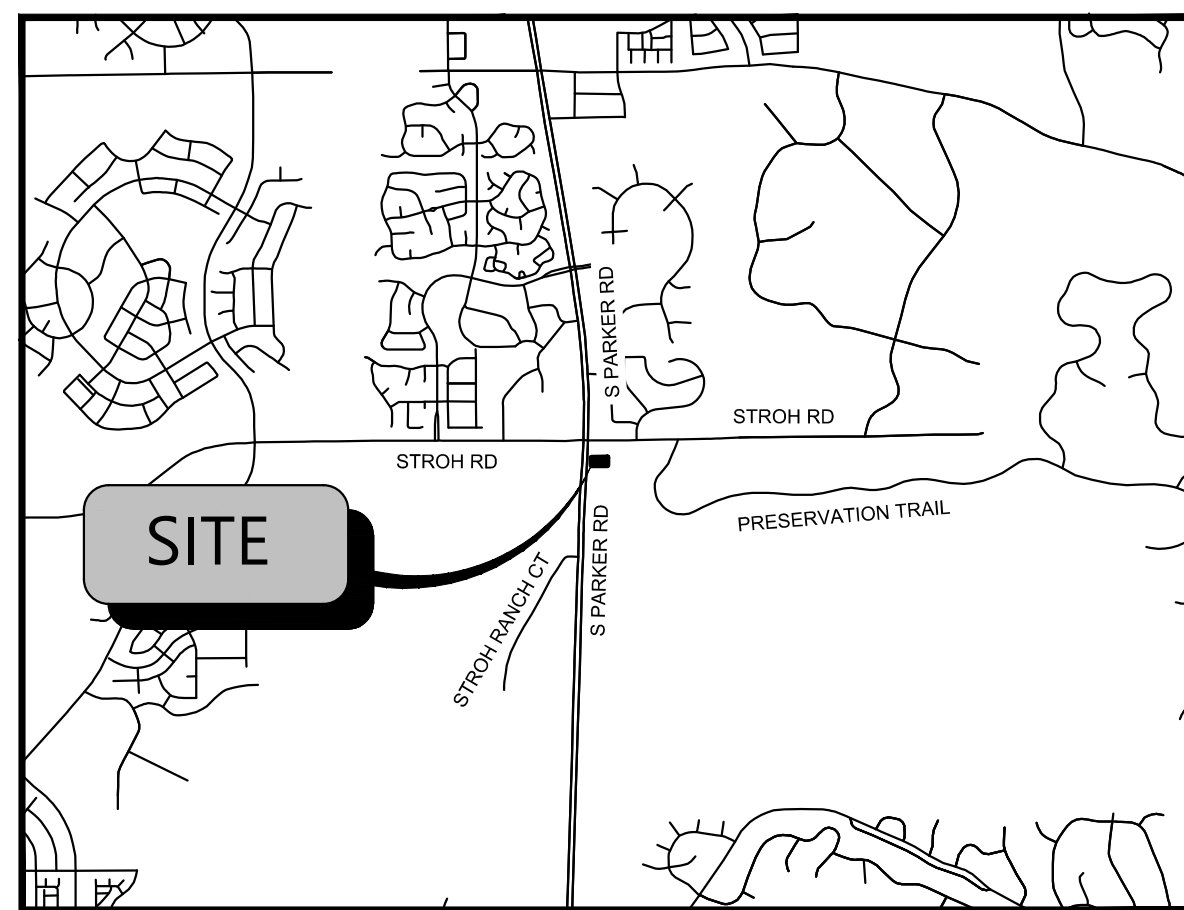 S PARKER RD
STROH RD
STROH RD
PRESERVATION TRAIL
SITE
S PARKER RD
STROH RANCH CT